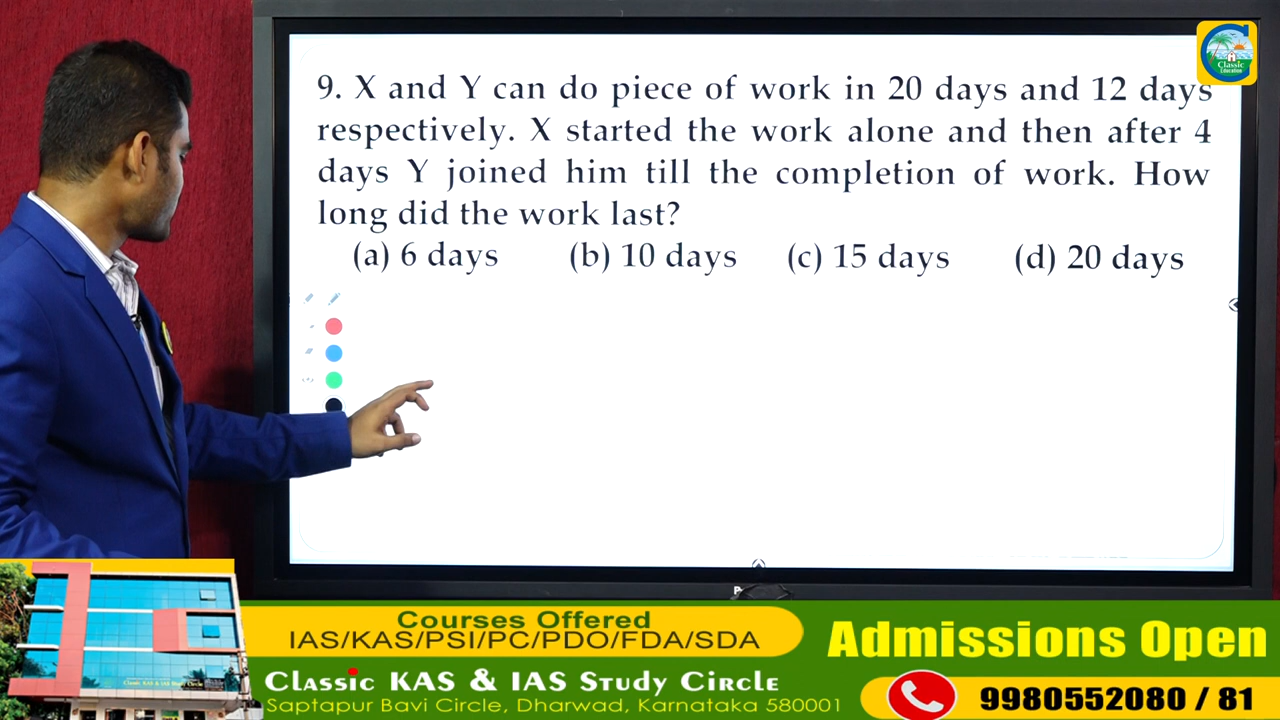 9. X and Y can do piece of work in 20 days and 12 days
respectively. X started the work alone and then after 4
days Y joined him till the completion of work. How
long did the work last?
(a) 6 days (b) 10 days (c) 15 days (d) 20 days
Classic
Education
Courses Offered
IAS/KAS/PSI/PC/PDO/FDA/SDA
Classic KAS & IAS Study Circle
Saptapur Bavi Circle, Dharwad, Karnataka 580001
Admissions Open
9980552080 / 81